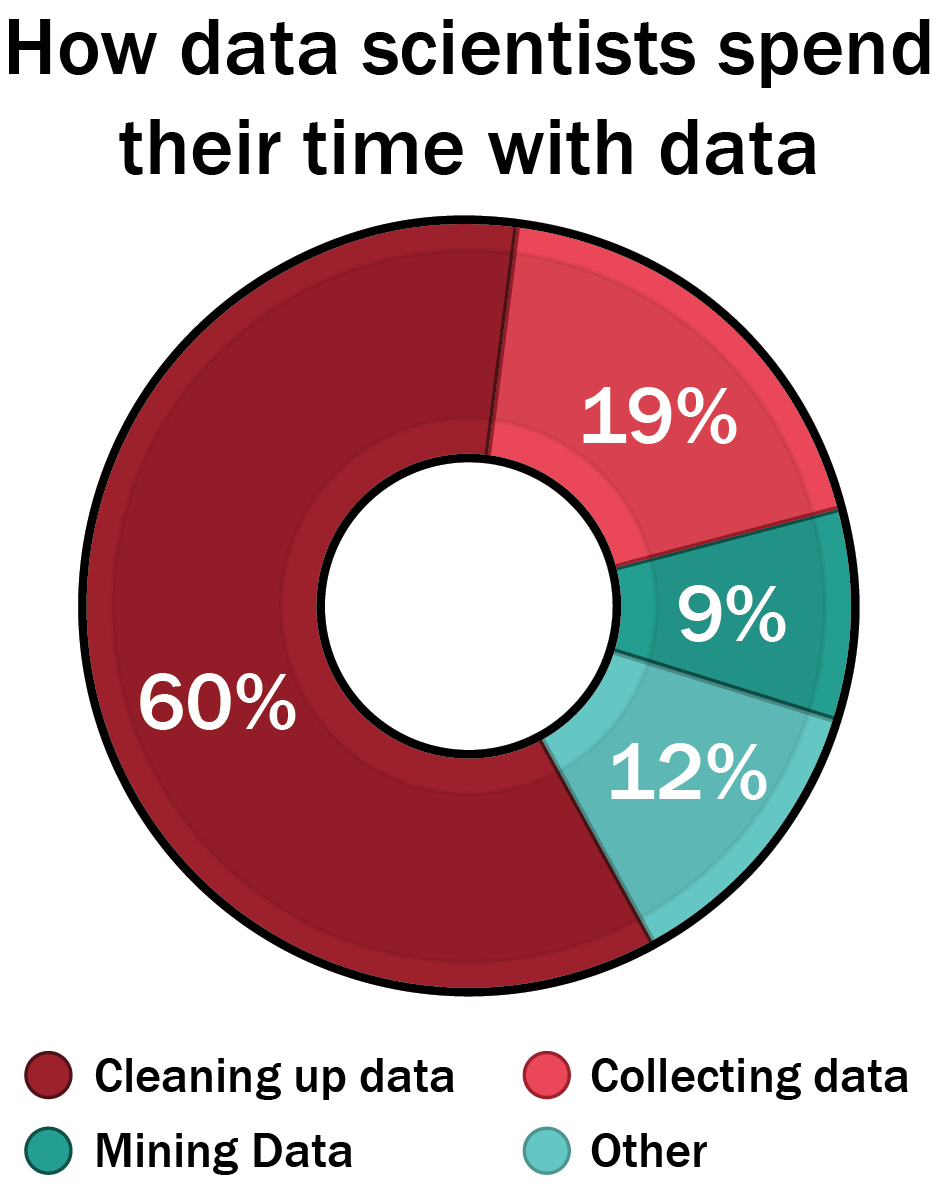 How data scientists spend
their time with data
19%
9%
60%
12%
Cleaning up data
Collecting data
Mining Data
Other